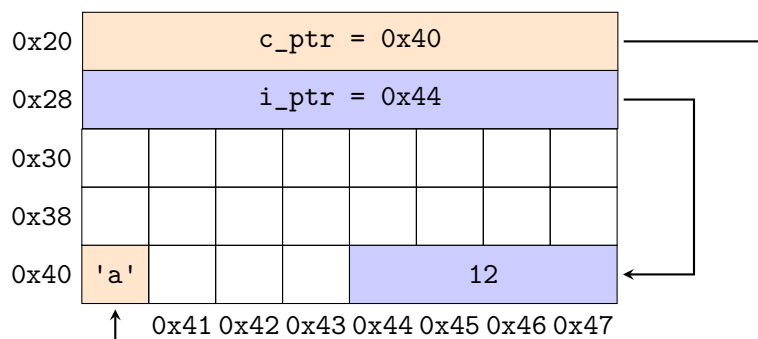 0x20 c_ptr = 0x40
0x28 i_ptr = 0x44
0x30
0x38
0x40 'a' 12
0x41 0x42 0x43 0x44 0x45 0x46 0x47